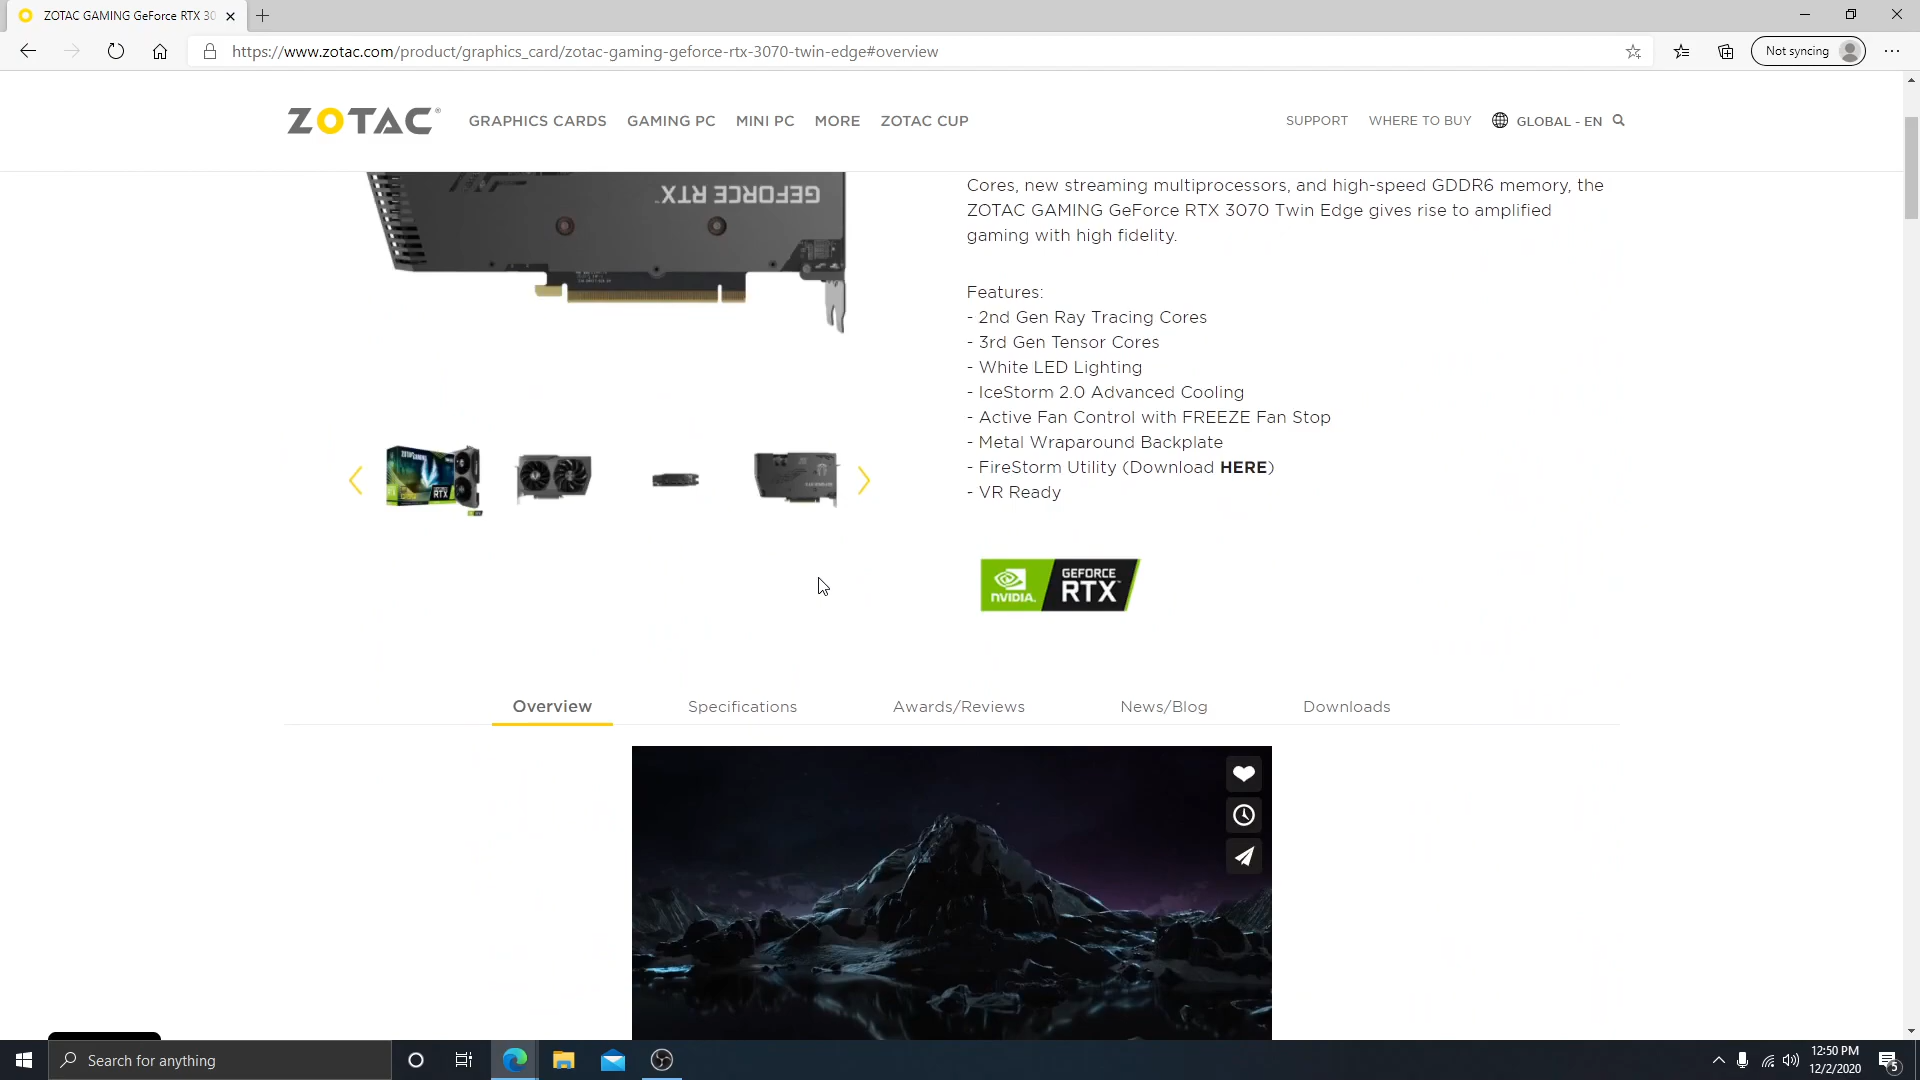 ZOTAC GAMING GeForce RTX 30
https://www.zotac.com/product/graphics_card/zotac-gaming-geforce-rtx-3070-twin-edge#overview
Not syncing
ZOTAC®
GRAPHICS CARDS
GAMING PC
MINI PC
MORE
ZOTAC CUP
SUPPORT
WHERE TO BUY
GLOBAL - EN
GEFORCE RTX™
Cores, new streaming multiprocessors, and high-speed GDDR6 memory, the
ZOTAC GAMING GeForce RTX 3070 Twin Edge gives rise to amplified
gaming with high fidelity.
Features:
- 2nd Gen Ray Tracing Cores
- 3rd Gen Tensor Cores
- White LED Lighting
- IceStorm 2.0 Advanced Cooling
- Active Fan Control with FREEZE Fan Stop
- Metal Wraparound Backplate
- FireStorm Utility (Download HERE)
- VR Ready
NVIDIA.
GEFORCE
RTX™
Overview
Specifications
Awards/Reviews
News/Blog
Downloads
Search for anything
12:50 PM
12/2/2020
5